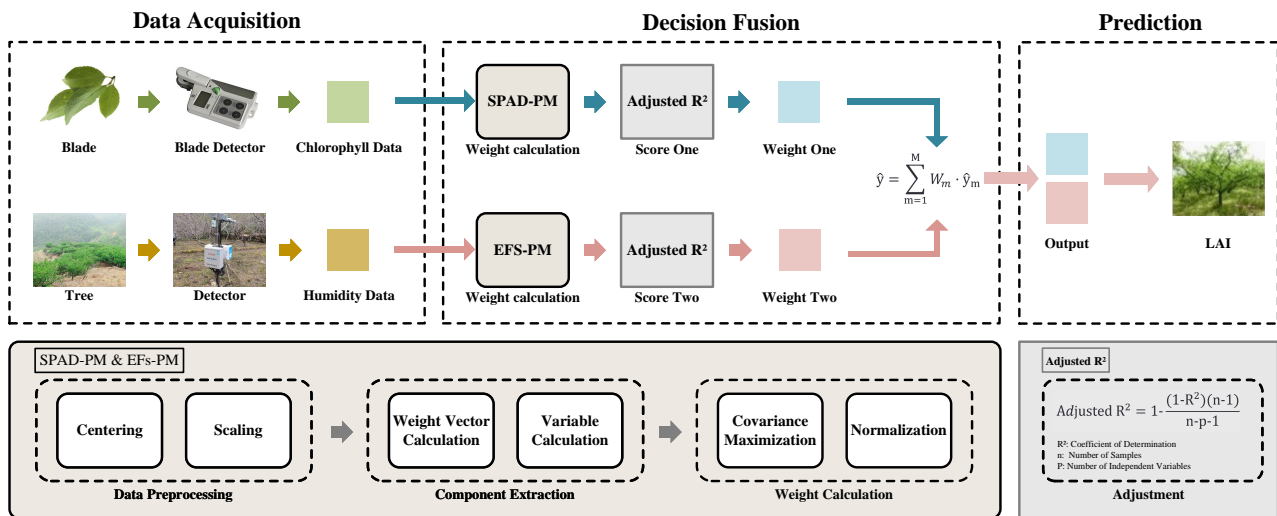 Data Acquisition
Decision Fusion
Prediction
Blade
Blade Detector
Chlorophyll Data
SPAD-PM
Weight calculation
Adjusted R²
Score One
Weight One
Tree
Detector
Humidity Data
EFS-PM
Weight calculation
Adjusted R²
Score Two
Weight Two
ŷ = ∑ᴹₘ₌₁ Wₘ · ŷₘ
Output
LAI
SPAD-PM & EFs-PM
Centering
Scaling
Data Preprocessing
Weight Vector
Calculation
Variable
Calculation
Component Extraction
Covariance
Maximization
Normalization
Weight Calculation
Adjusted R²
Adjusted R² = 1-(1-R²)(n-1)/n-p-1
R²: Coefficient of Determination
n: Number of Samples
P: Number of Independent Variables
Adjustment